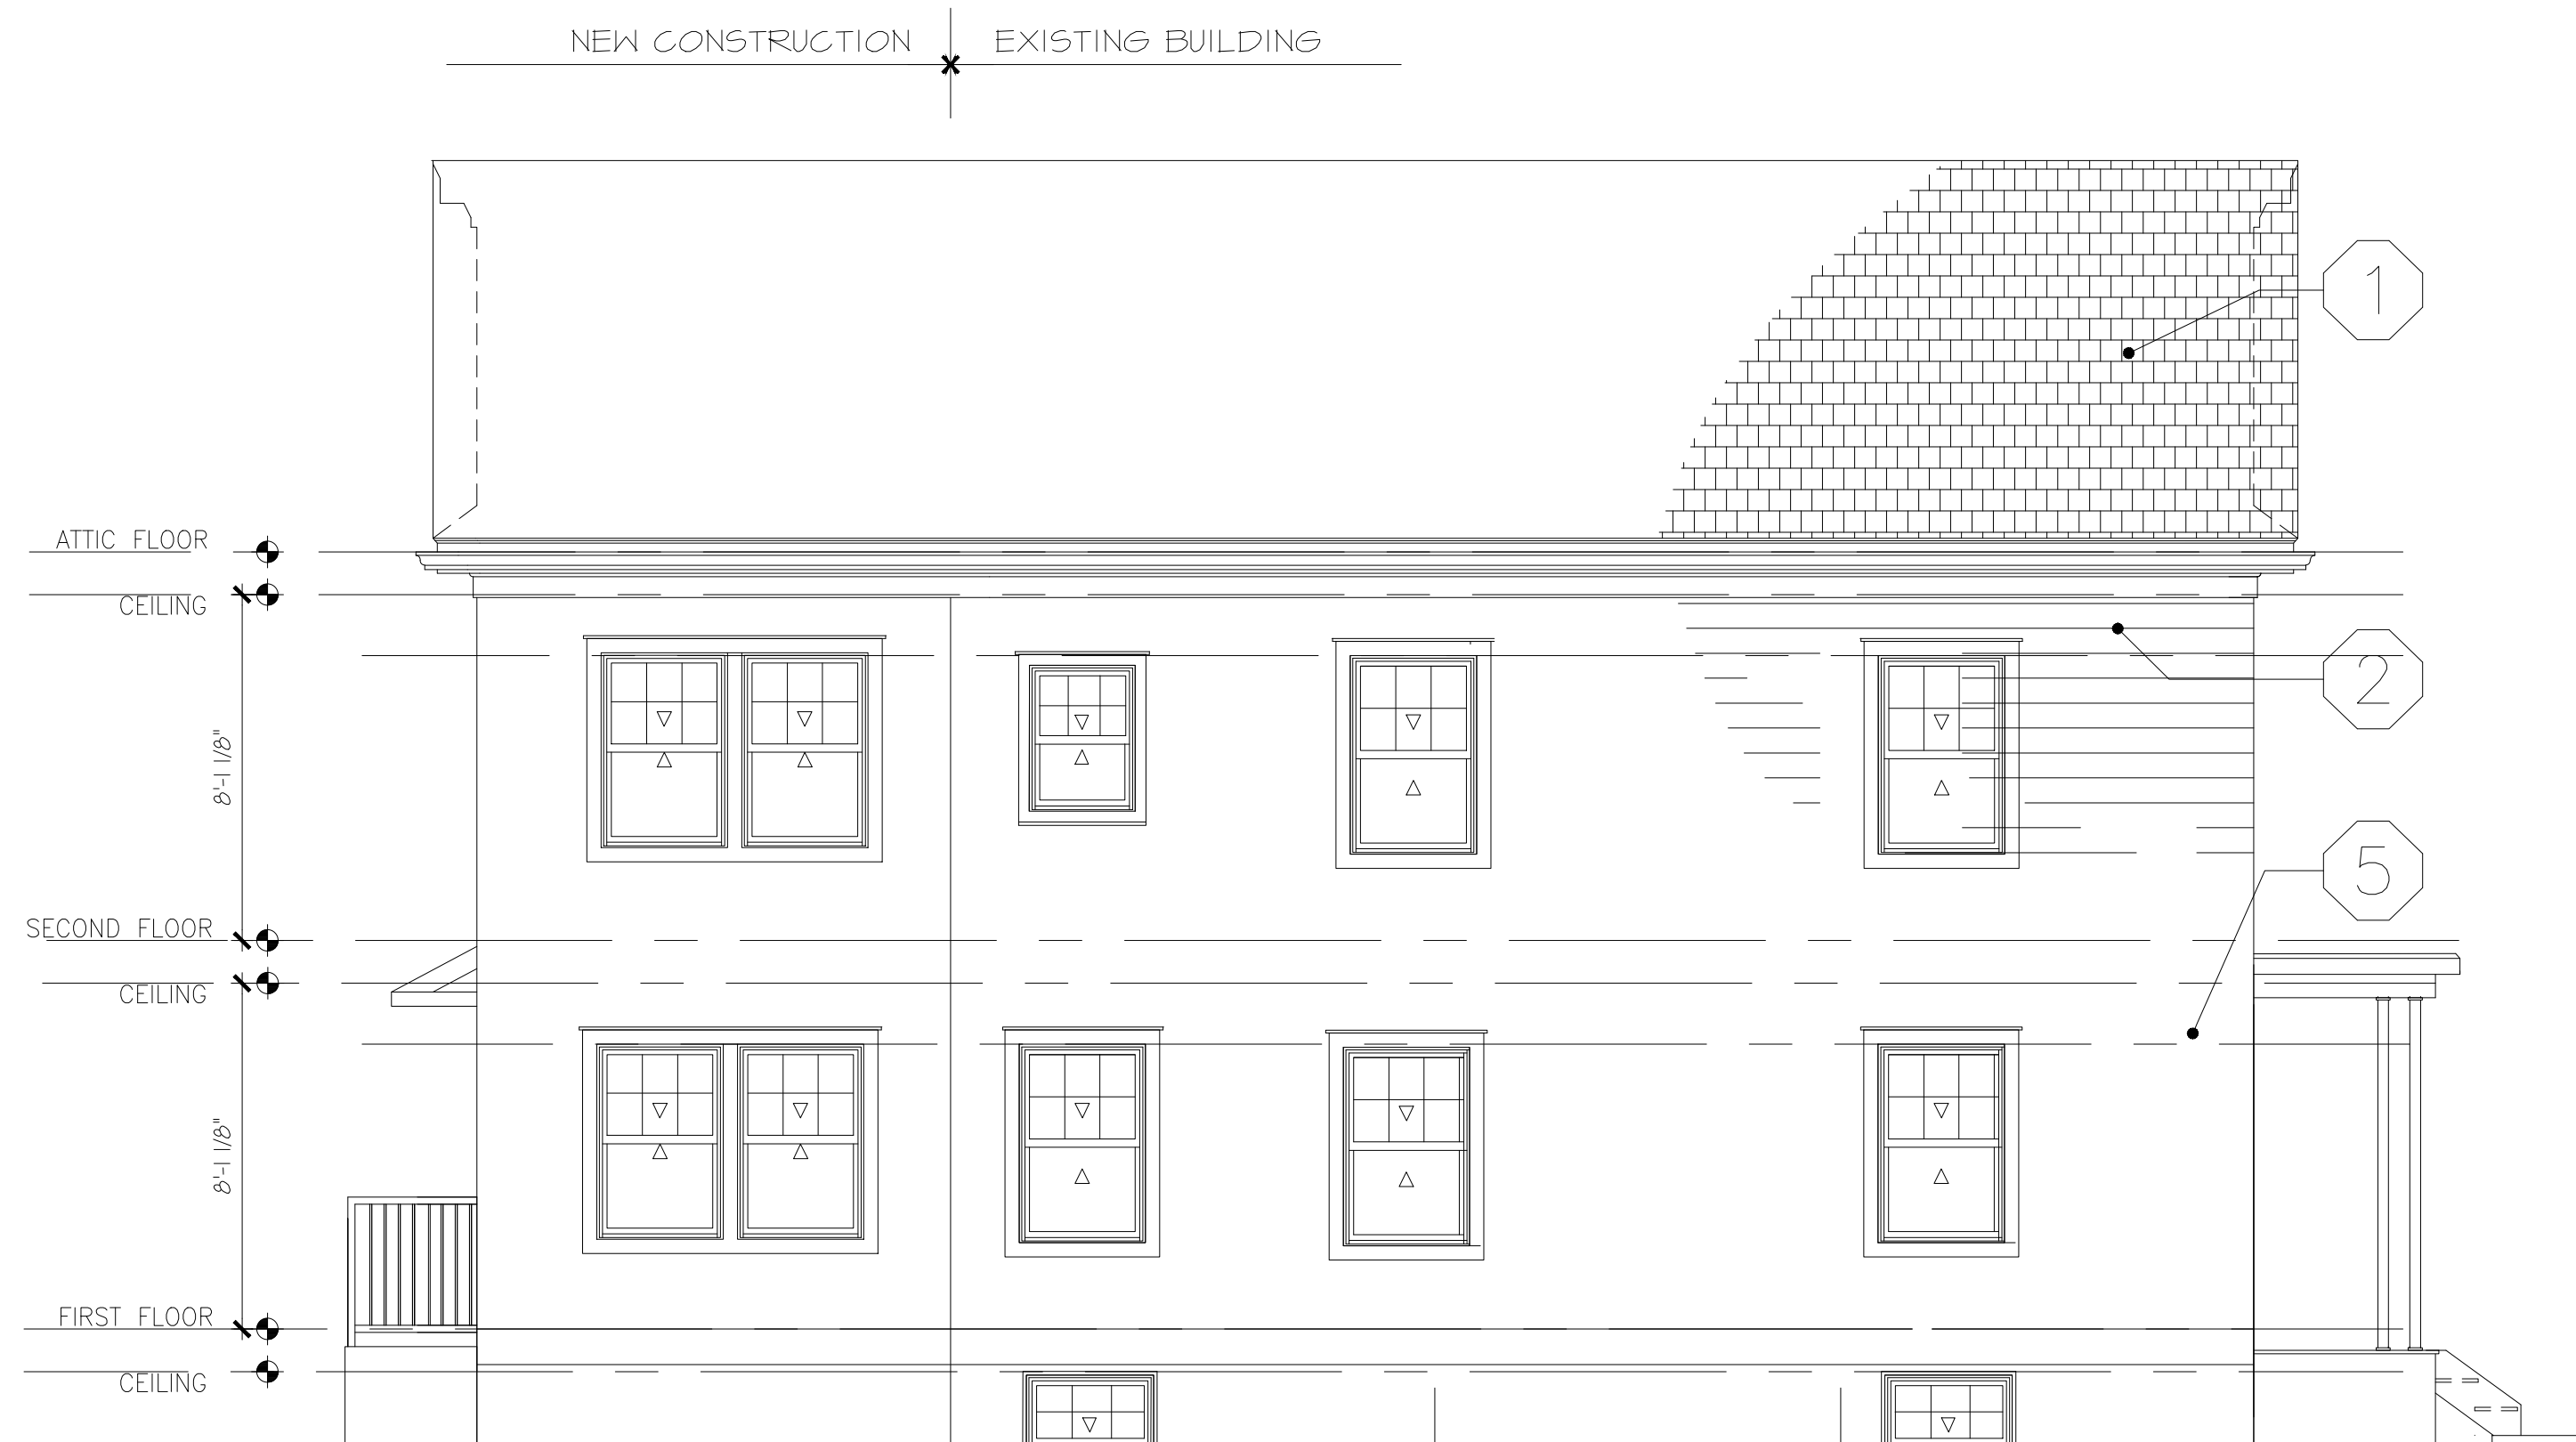 NEW CONSTRUCTION EXISTING BUILDING
1
ATTIC FLOOR
CEILING
2
8'-1 1/8"
5
SECOND FLOOR
CEILING
8'-1 1/8"
FIRST FLOOR
CEILING